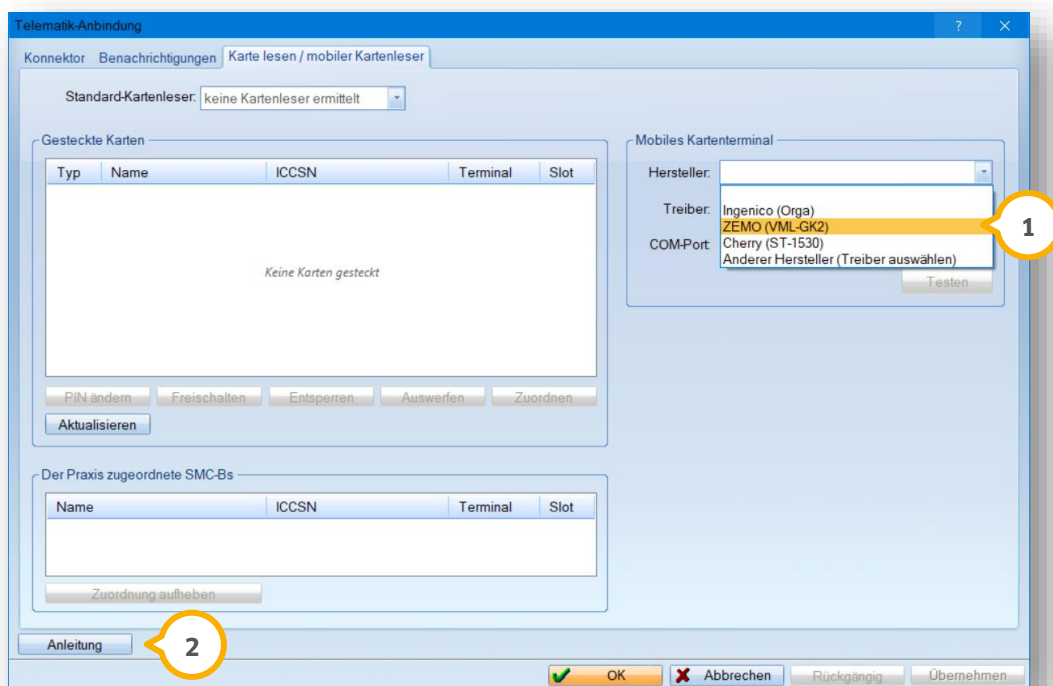 Telematik-Anbindung
? ×
Konnektor Benachrichtigungen Karte lesen / mobiler Kartenleser
Standard-Kartenleser: keine Kartenleser ermittelt
Gesteckte Karten
Typ Name ICCSN Terminal Slot
Keine Karten gesteckt
PIN ändern Freischalten Entsperren Auswerfen Zuordnen
Aktualisieren
Mobiles Kartenterminal
Hersteller:
Treiber:
COM-Port:
Ingenico (Orga)
ZEMO (VML-GK2)
Cherry (ST-1530)
Anderer Hersteller (Treiber auswählen)
1
Testen
Der Praxis zugeordnete SMC-Bs
Name ICCSN Terminal Slot
Zuordnung aufheben
Anleitung
2
OK Abbrechen Rückgängig Übernehmen